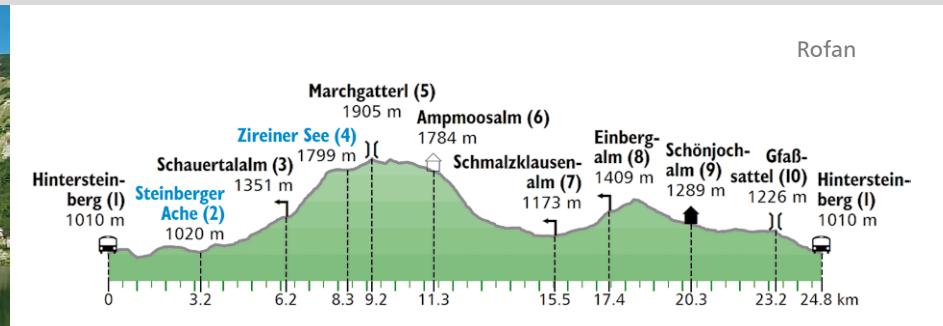 Rofan
Marchgatterl (5)
1905 m
Ampmoosalm (6)
1784 m
Zireiner See (4)
1799 m
Einberg-
alm (8)
1409 m
Schönjoch-
alm (9)
1289 m
Gfaß-
sattel (10)
1226 m
Schauertalalm (3)
1351 m
Schmalzklausen-
alm (7)
1173 m
Hinterstein-
berg (1)
1010 m
Steinberger
Ache (2)
1020 m
Hinterstein-
berg (1)
1010 m
0 3.2 6.2 8.3 9.2 11.3 15.5 17.4 20.3 23.2 24.8 km